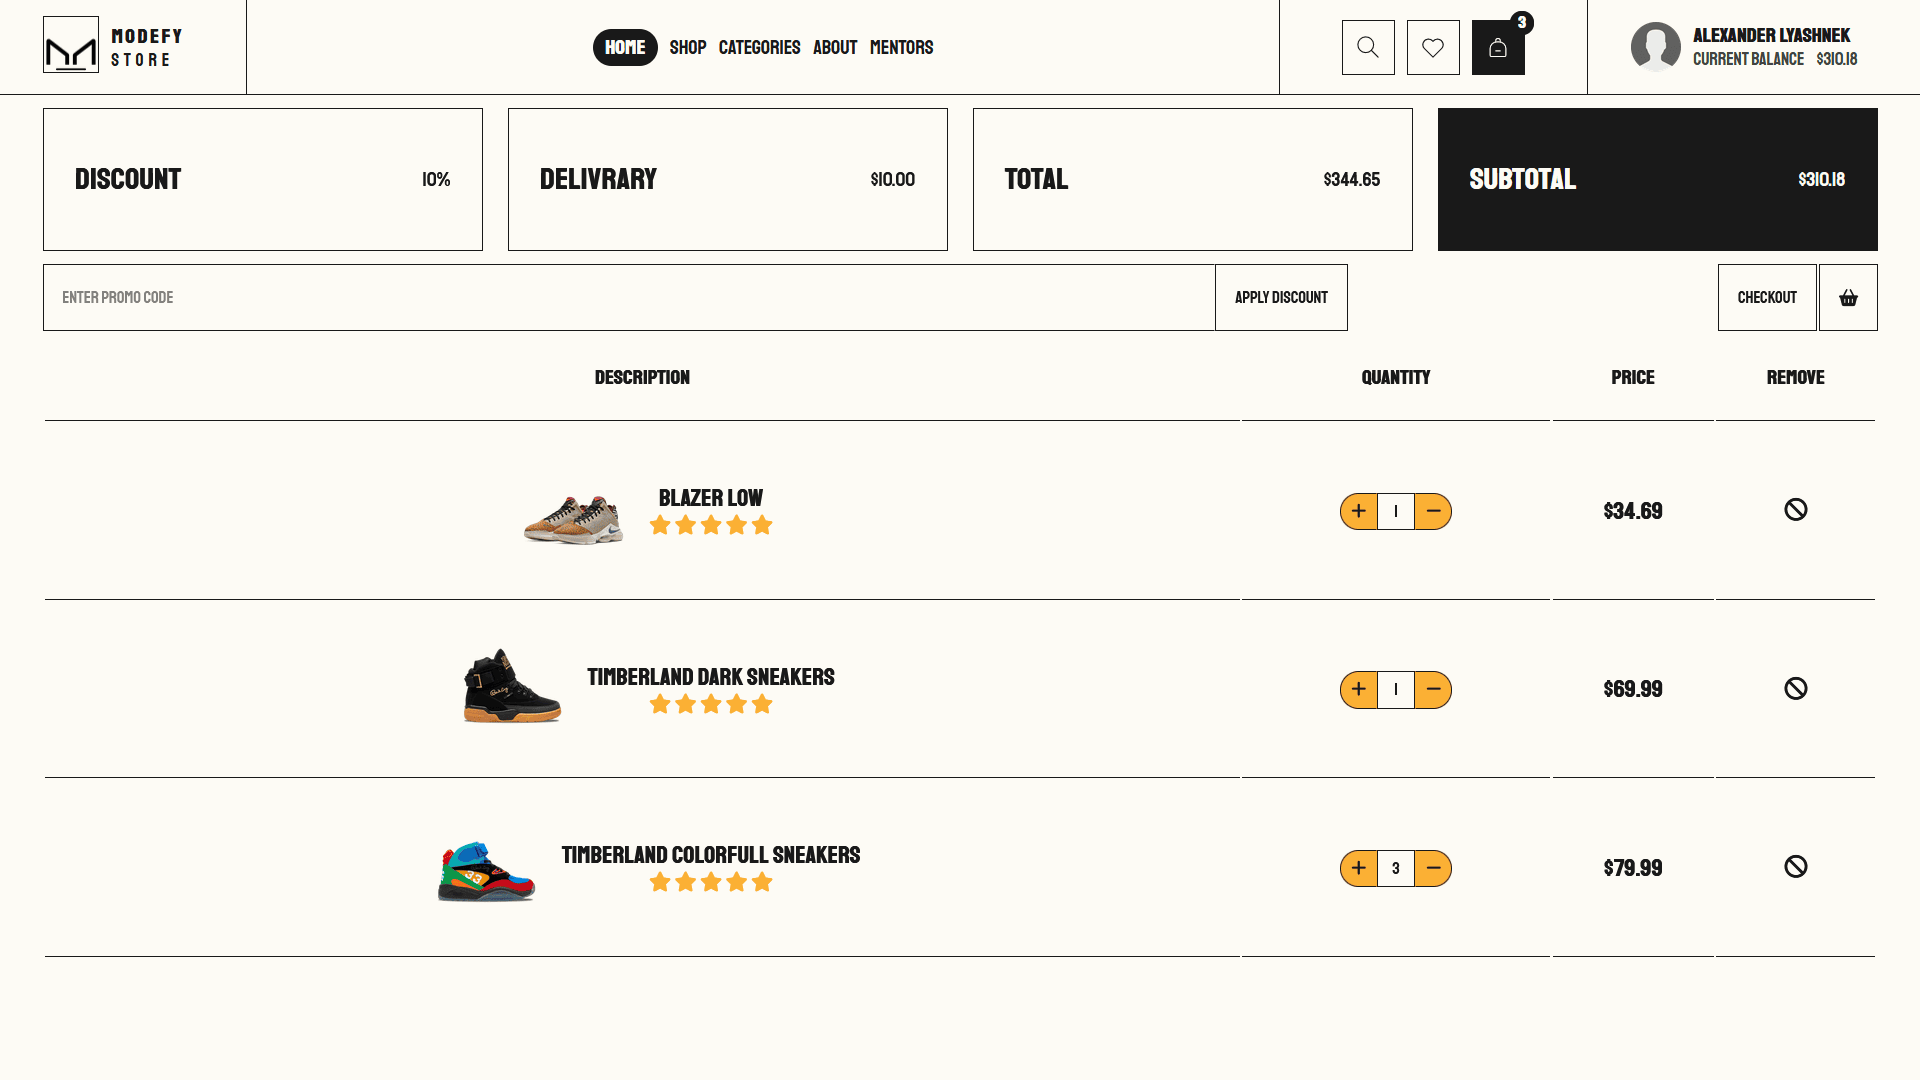 MODEFY
STORE
HOME SHOP CATEGORIES ABOUT MENTORS
3
ALEXANDER LYASHNEK
CURRENT BALANCE $310.18
DISCOUNT 10%
DELIVRARY $10.00
TOTAL $344.65
SUBTOTAL $310.18
ENTER PROMO CODE
APPLY DISCOUNT
CHECKOUT
DESCRIPTION QUANTITY PRICE REMOVE
BLAZER LOW
+ 1 − $34.69
TIMBERLAND DARK SNEAKERS
+ 1 − $69.99
33
TIMBERLAND COLORFULL SNEAKERS
+ 3 − $79.99